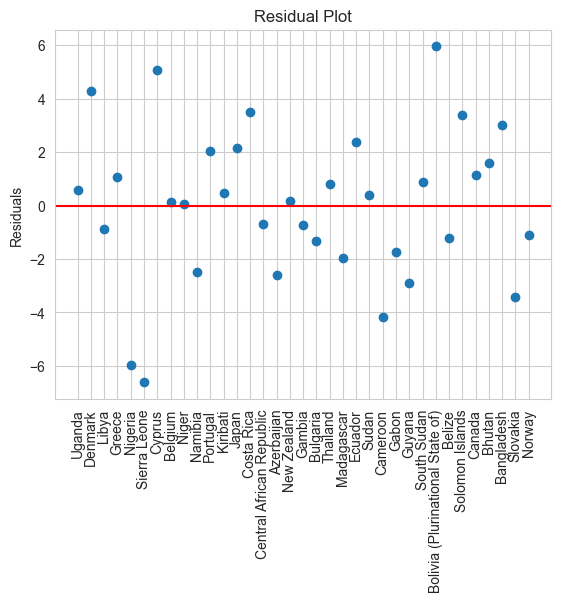 Residual Plot
Residuals
6
4
2
0
−2
−4
−6
Uganda
Denmark
Libya
Greece
Nigeria
Sierra Leone
Cyprus
Belgium
Niger
Namibia
Portugal
Kiribati
Japan
Costa Rica
Central African Republic
Azerbaijan
New Zealand
Gambia
Bulgaria
Thailand
Madagascar
Ecuador
Sudan
Cameroon
Gabon
Guyana
South Sudan
Bolivia (Plurinational State of)
Belize
Solomon Islands
Canada
Bhutan
Bangladesh
Slovakia
Norway